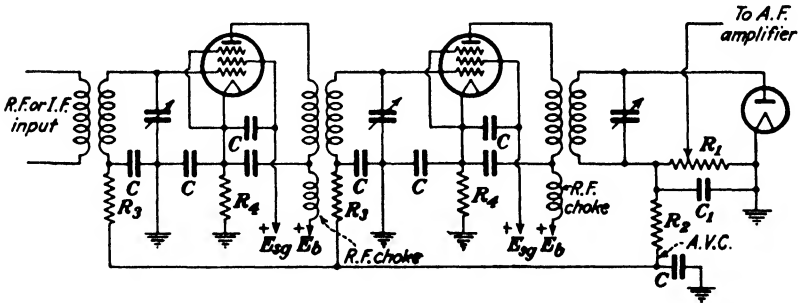 To A.F.
amplifier
R.F. or I.F.
input
C
C
C
C
C
C
R1
R3
R4
R3
R4
R.F.
choke
C1
R2
+Esg
+Eb
R.F. choke
+Esg
+Eb
A.V.C.
C